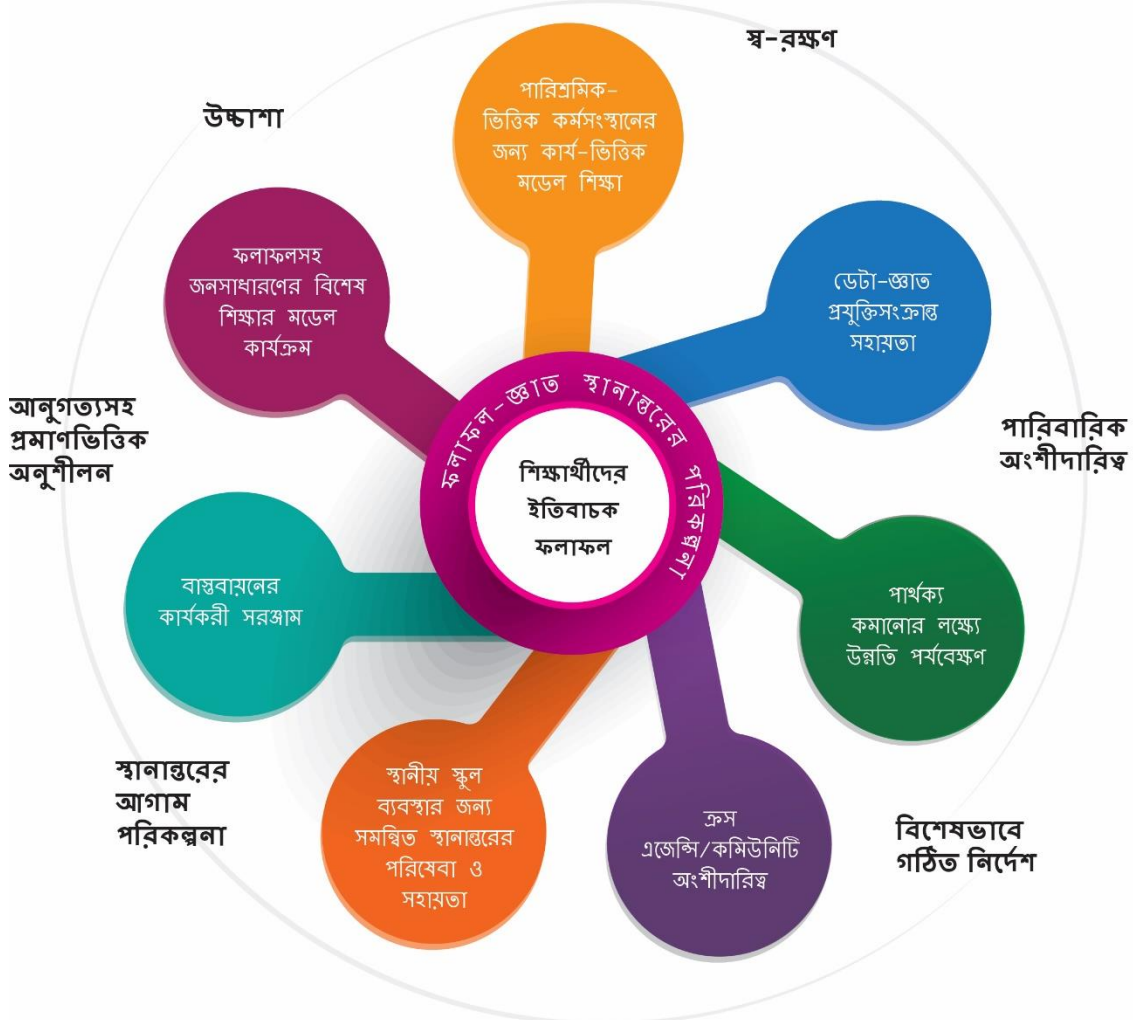 স্ব-রক্ষণ
উচ্চাশা
পারিশ্রমিক-
ভিত্তিক কর্মসংস্থানের
জন্য কার্য-ভিত্তিক
মডেল শিক্ষা
ফলাফলসহ
জনসাধারণের বিশেষ
শিক্ষার মডেল
কার্যক্রম
ডেটা-জ্ঞাত
প্রযুক্তিসংক্রান্ত
সহায়তা
আনুগত্যসহ
প্রমাণভিত্তিক
অনুশীলন
পারিবারিক
অংশীদারিত্ব
ফলাফল-জ্ঞাত স্থানান্তরের পরিকল্পনা
শিক্ষার্থীদের
ইতিবাচক
ফলাফল
বাস্তবায়নের
কার্যকরী সরঞ্জাম
পার্থক্য
কমানোর লক্ষ্যে
উন্নতি পর্যবেক্ষণ
স্থানান্তরের
আগাম
পরিকল্পনা
স্থানীয় স্কুল
ব্যবস্থার জন্য
সমন্বিত স্থানান্তরের
পরিষেবা ও
সহায়তা
ক্রস
এজেন্সি/কমিউনিটি
অংশীদারিত্ব
বিশেষভাবে
গঠিত নির্দেশ